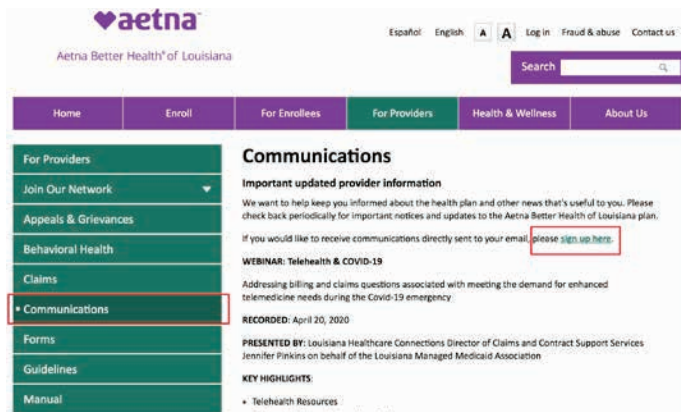 aetna
Aetna Better Health® of Louisiana
Español English A A Log in Fraud & abuse Contact us
Search
Home Enroll For Enrollees For Providers Health & Wellness About Us
For Providers
Join Our Network
Appeals & Grievances
Behavioral Health
Claims
Communications
Forms
Guidelines
Manual
Communications
Important updated provider information
We want to help keep you informed about the health plan and other news that's useful to you. Please
check back periodically for important notices and updates to the Aetna Better Health of Louisiana plan.
If you would like to receive communications directly sent to your email, please sign up here.
WEBINAR: Telehealth & COVID-19
Addressing billing and claims questions associated with meeting the demand for enhanced
telemedicine needs during the Covid-19 emergency
RECORDED: April 20, 2020
PRESENTED BY: Louisiana Healthcare Connections Director of Claims and Contract Support Services
Jennifer Pinkins on behalf of the Louisiana Managed Medicaid Association
KEY HIGHLIGHTS
• Telehealth Resources